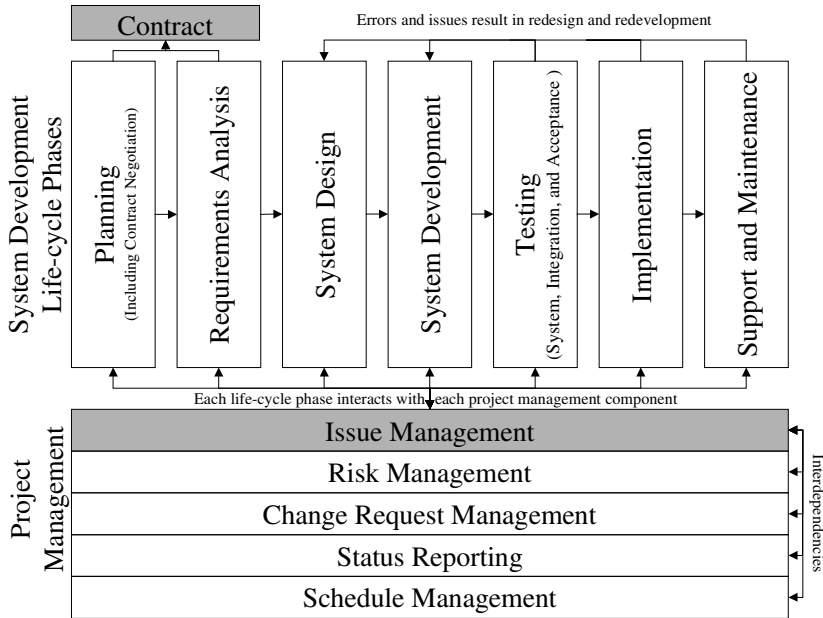 Contract
Errors and issues result in redesign and redevelopment
System Development
Life-cycle Phases
Planning
(Including Contract Negotiation)
Requirements Analysis
System Design
System Development
Testing
(System, Integration, and Acceptance )
Implementation
Support and Maintenance
Each life-cycle phase interacts with each project management component
Project
Management
Issue Management
Risk Management
Change Request Management
Status Reporting
Schedule Management
Interdependencies